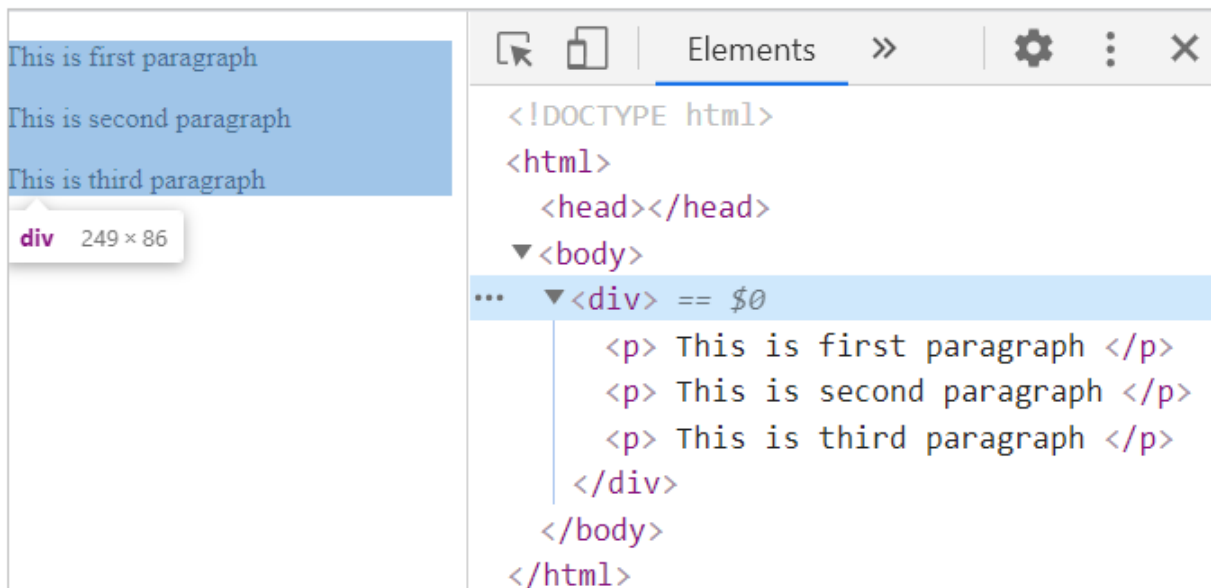 This is first paragraph
This is second paragraph
This is third paragraph
div 249 × 86
Elements »
<!DOCTYPE html>
<html>
<head></head>
▼<body>
••• ▼<div> == $0
<p> This is first paragraph </p>
<p> This is second paragraph </p>
<p> This is third paragraph </p>
</div>
</body>
</html>